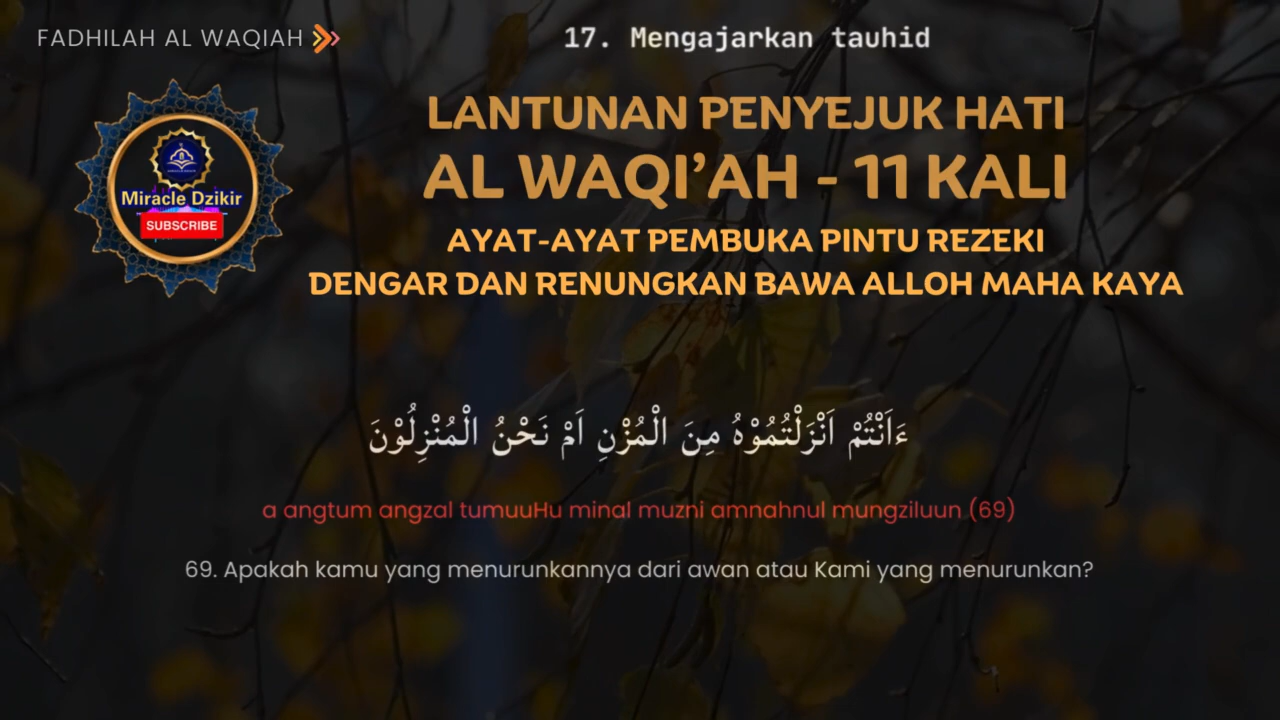 FADHILAH AL WAQIAH
17. Mengajarkan tauhid
Miracle Dzikir
SUBSCRIBE
LANTUNAN PENYEJUK HATI
AL WAQI’AH - 11 KALI
AYAT-AYAT PEMBUKA PINTU REZEKI
DENGAR DAN RENUNGKAN BAWA ALLOH MAHA KAYA
ءَاَنْتُمْ اَنْزَلْتُمُوْهُ مِنَ الْمُزْنِ اَمْ نَحْنُ الْمُنْزِلُوْنَ
a angtum angzal tumuuHu minal muzni amnahnul mungziluun (69)
69. Apakah kamu yang menurunkannya dari awan atau Kami yang menurunkan?